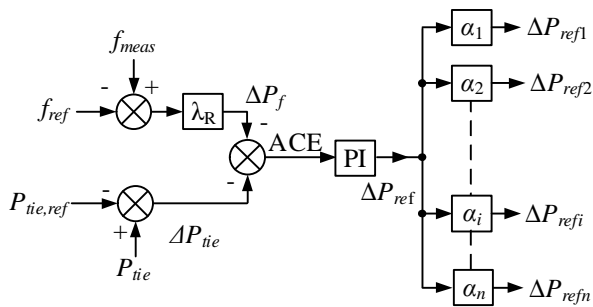 f_meas
- +
f_ref
λ_R
ΔP_f
-
ACE
PI
ΔP_ref
-
P_tie,ref
-
+
ΔP_tie
P_tie
α_1
ΔP_ref1
α_2
ΔP_ref2
α_i
ΔP_refi
α_n
ΔP_refn